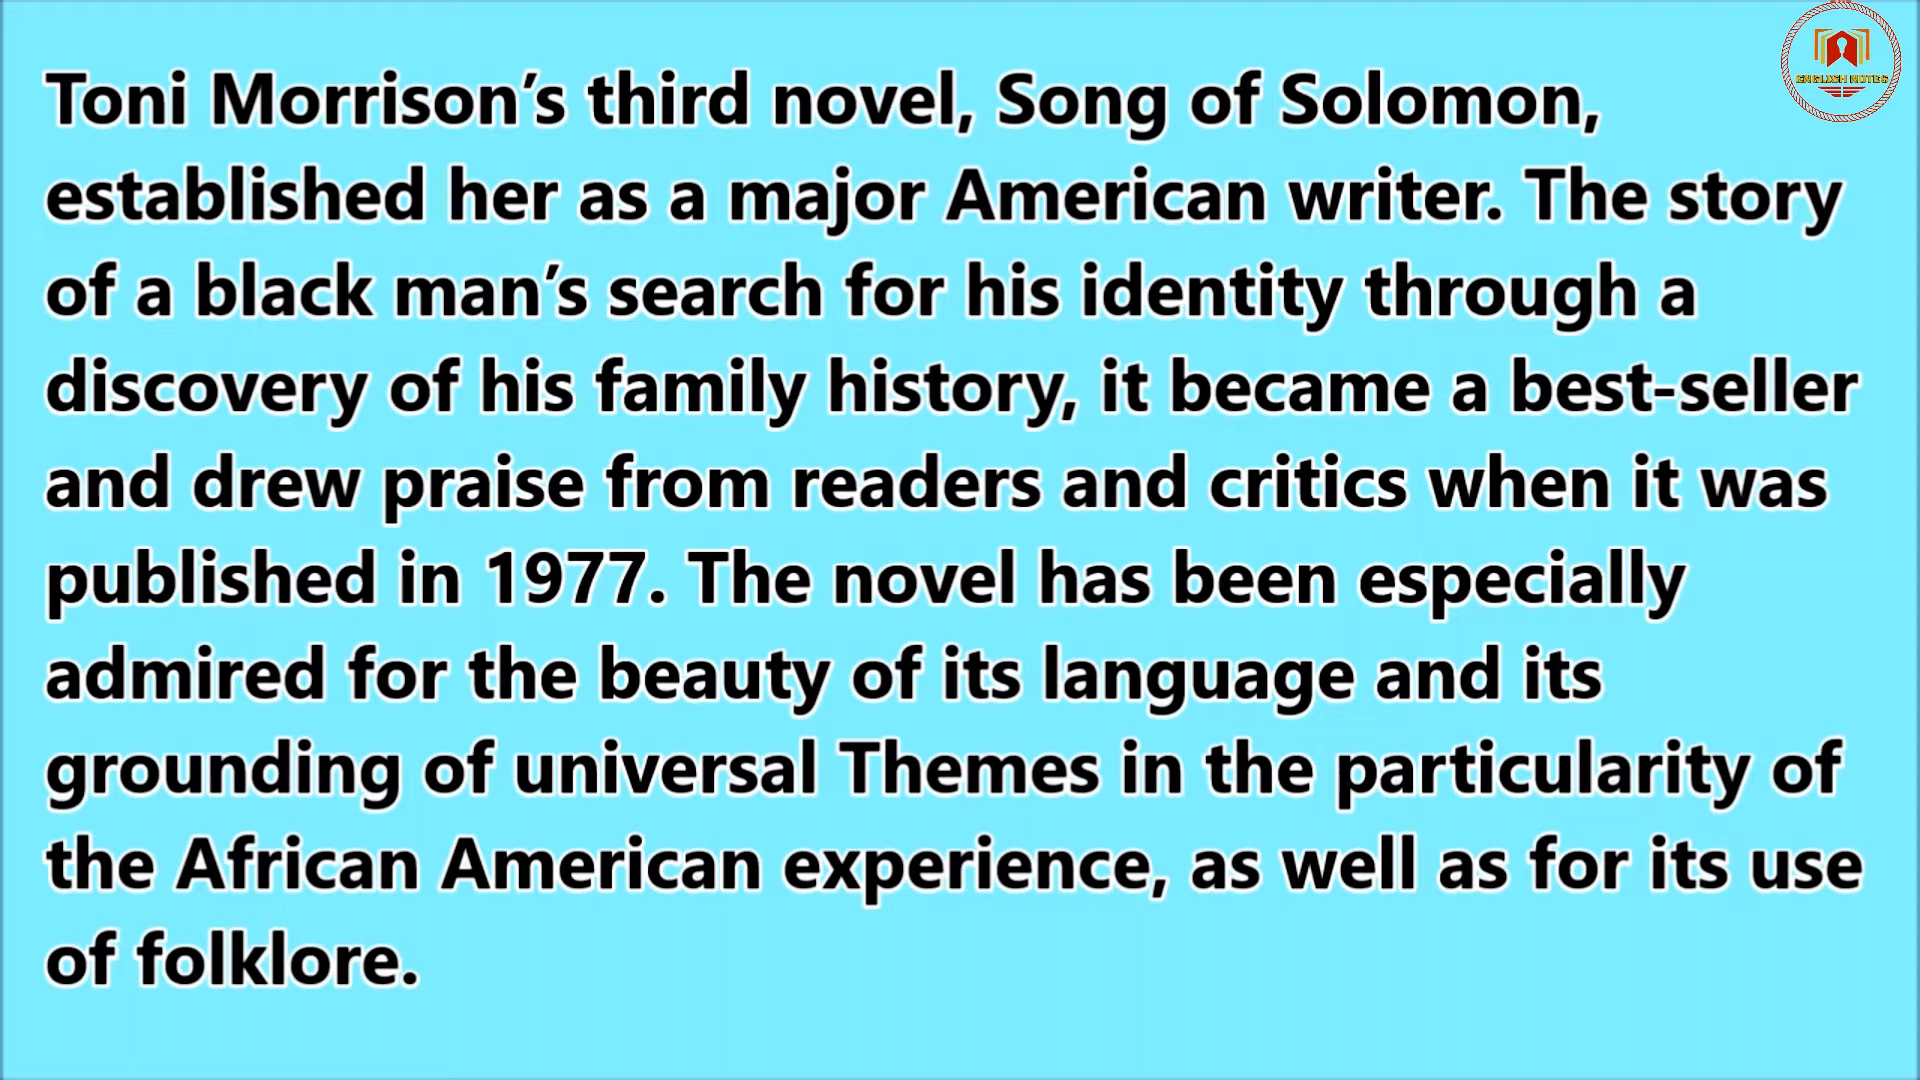 Toni Morrison’s third novel, Song of Solomon,
established her as a major American writer. The story
of a black man’s search for his identity through a
discovery of his family history, it became a best-seller
and drew praise from readers and critics when it was
published in 1977. The novel has been especially
admired for the beauty of its language and its
grounding of universal Themes in the particularity of
the African American experience, as well as for its use
of folklore.
ENGLISH NOTES